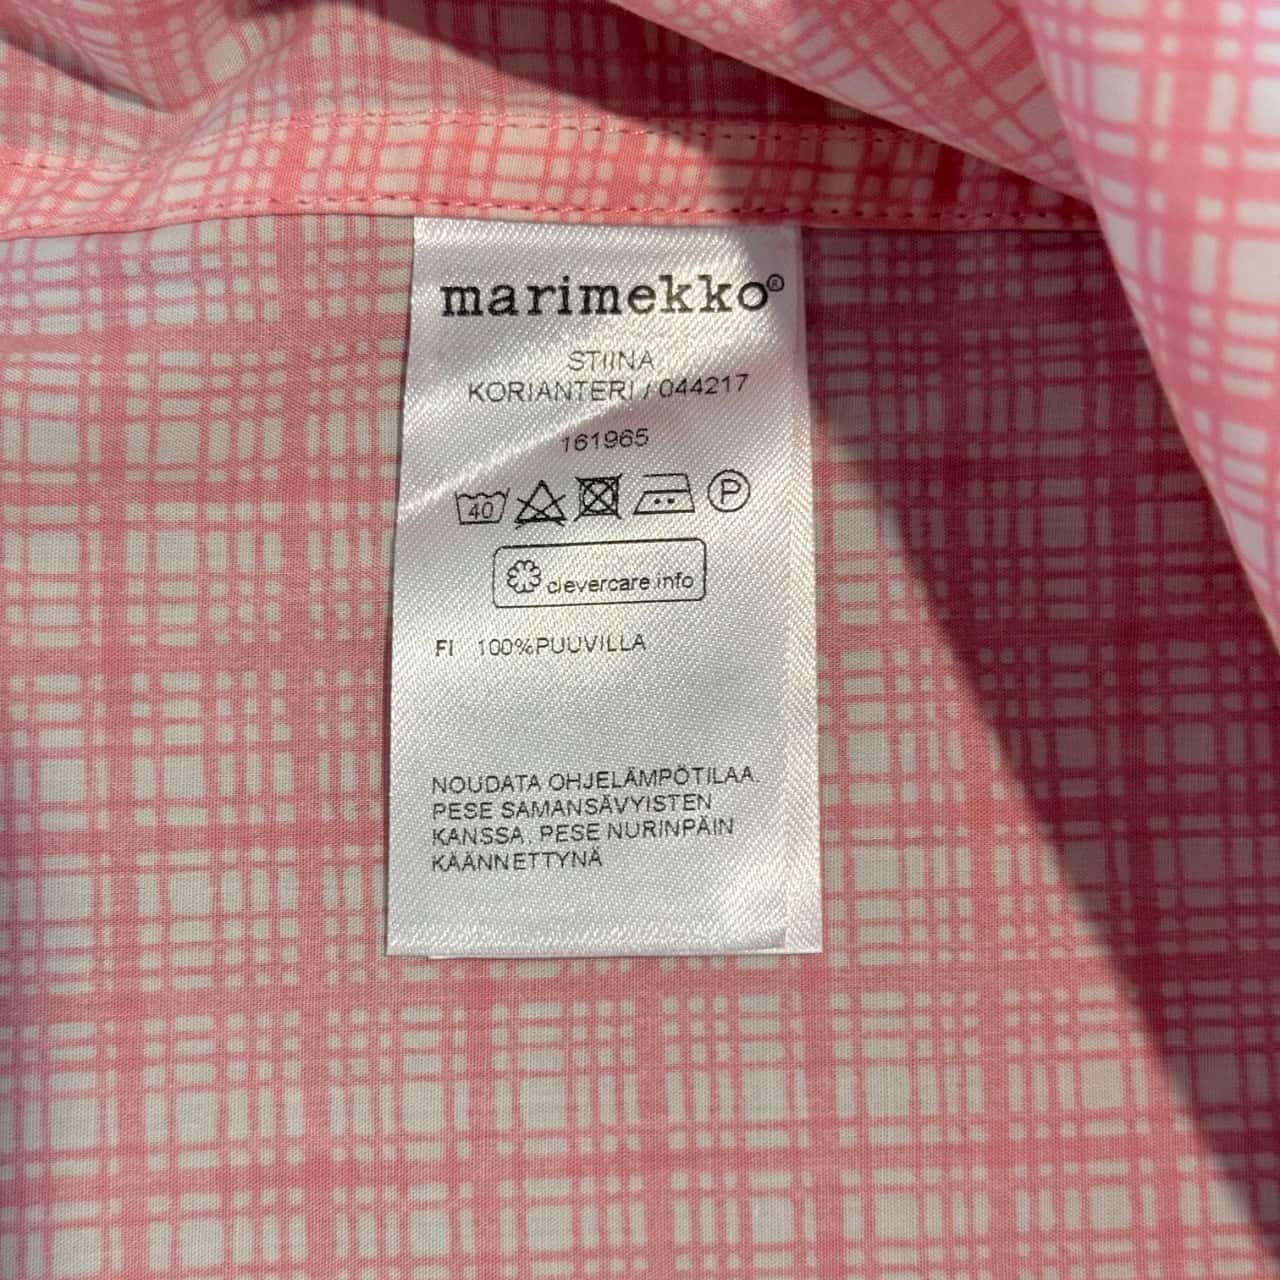 marimekko®
STIINA
KORIANTERI / 044217
161965
40 P
clevercare.info
FI 100%PUUVILLA
NOUDATA OHJELÄMPÖTILAA.
PESE SAMANSÄVYISTEN
KANSSA. PESE NURINPÄIN
KÄÄNNETTYNÄ